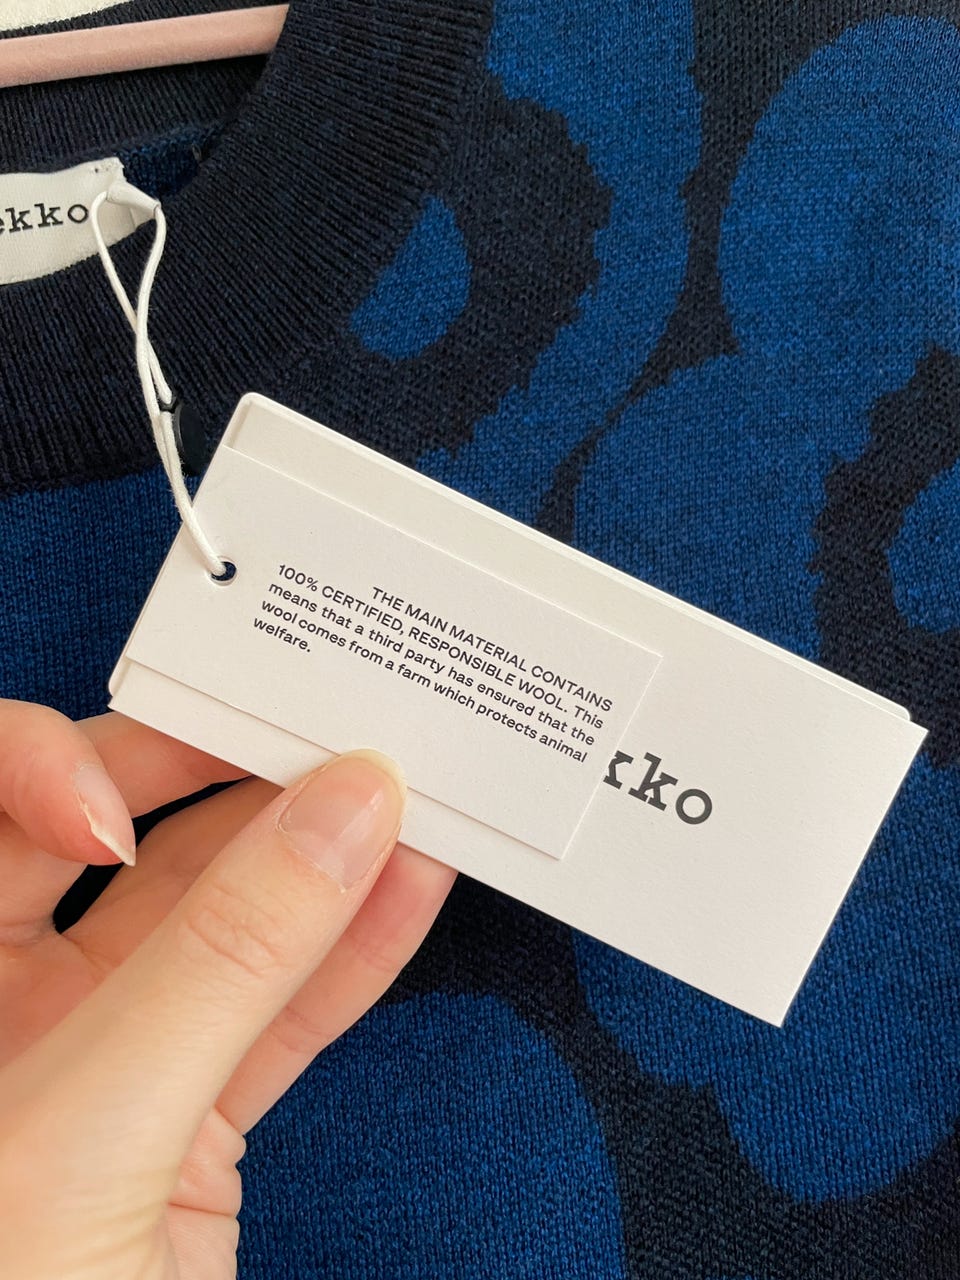 ekko
THE MAIN MATERIAL CONTAINS
100% CERTIFIED, RESPONSIBLE WOOL. This
means that a third party has ensured that the
wool comes from a farm which protects animal
welfare.
kko